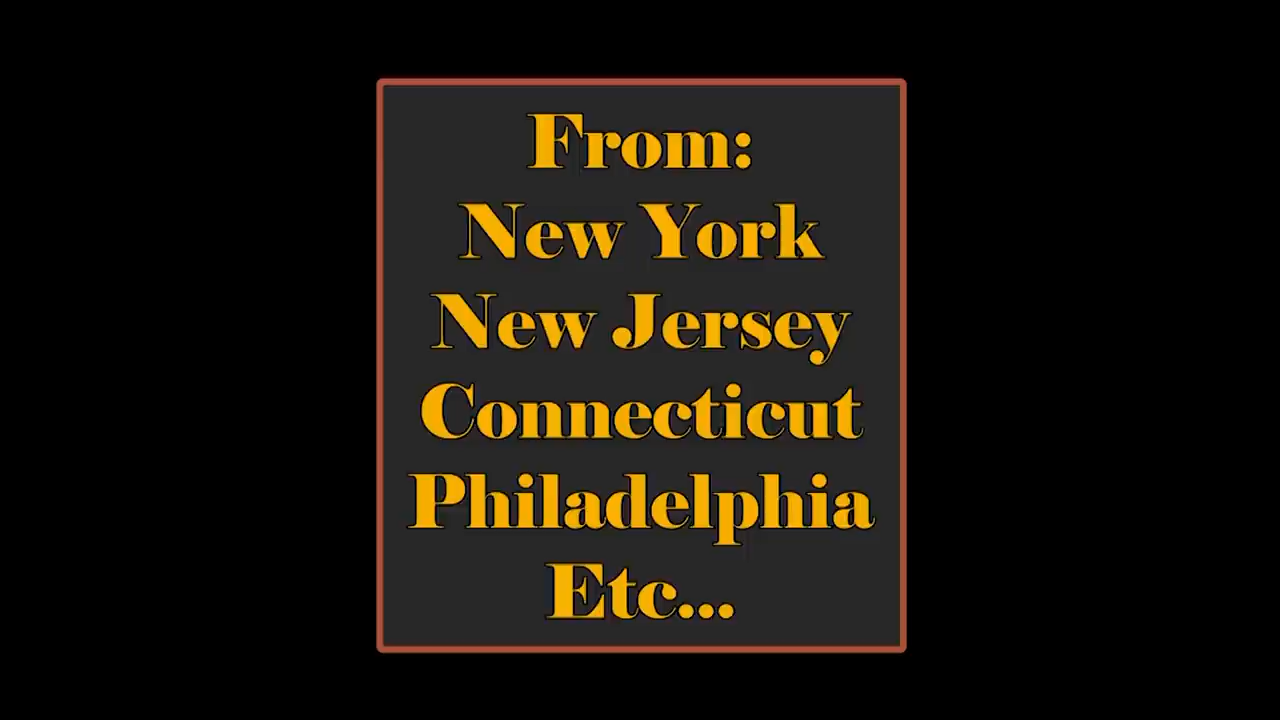 From:
New York
New Jersey
Connecticut
Philadelphia
Etc...